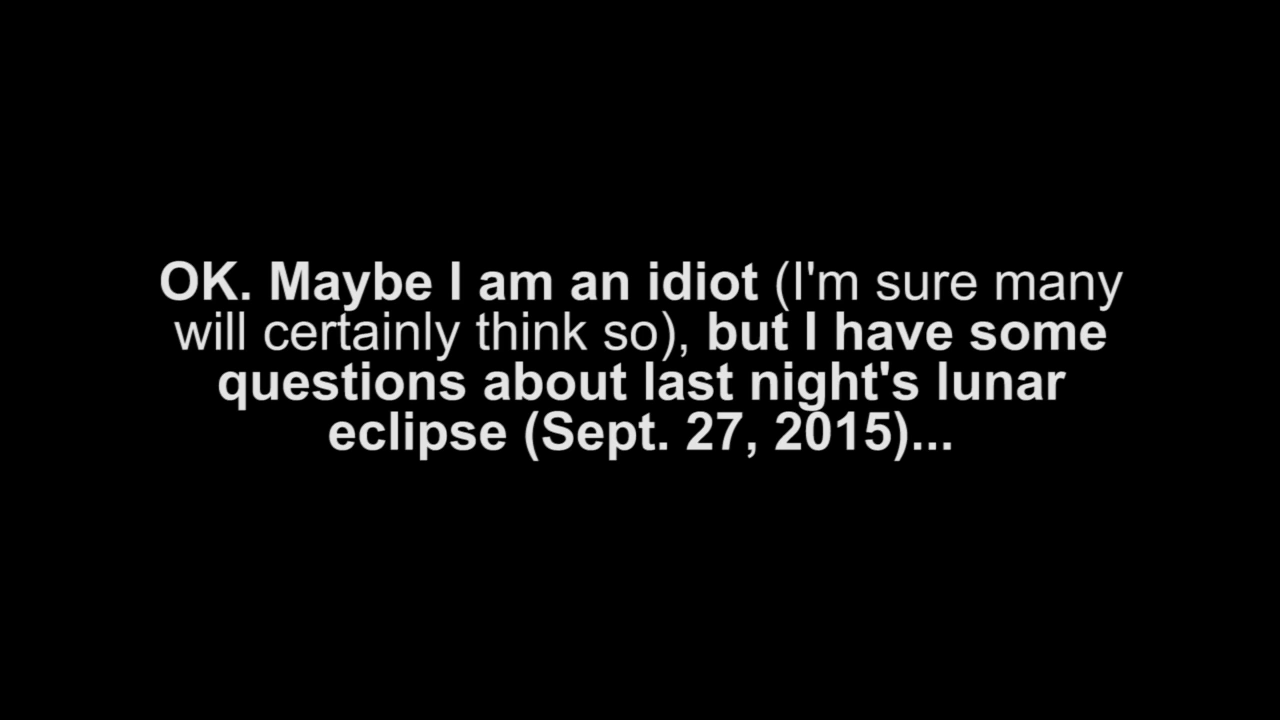 OK. Maybe I am an idiot (I'm sure many
will certainly think so), but I have some
questions about last night's lunar
eclipse (Sept. 27, 2015)...